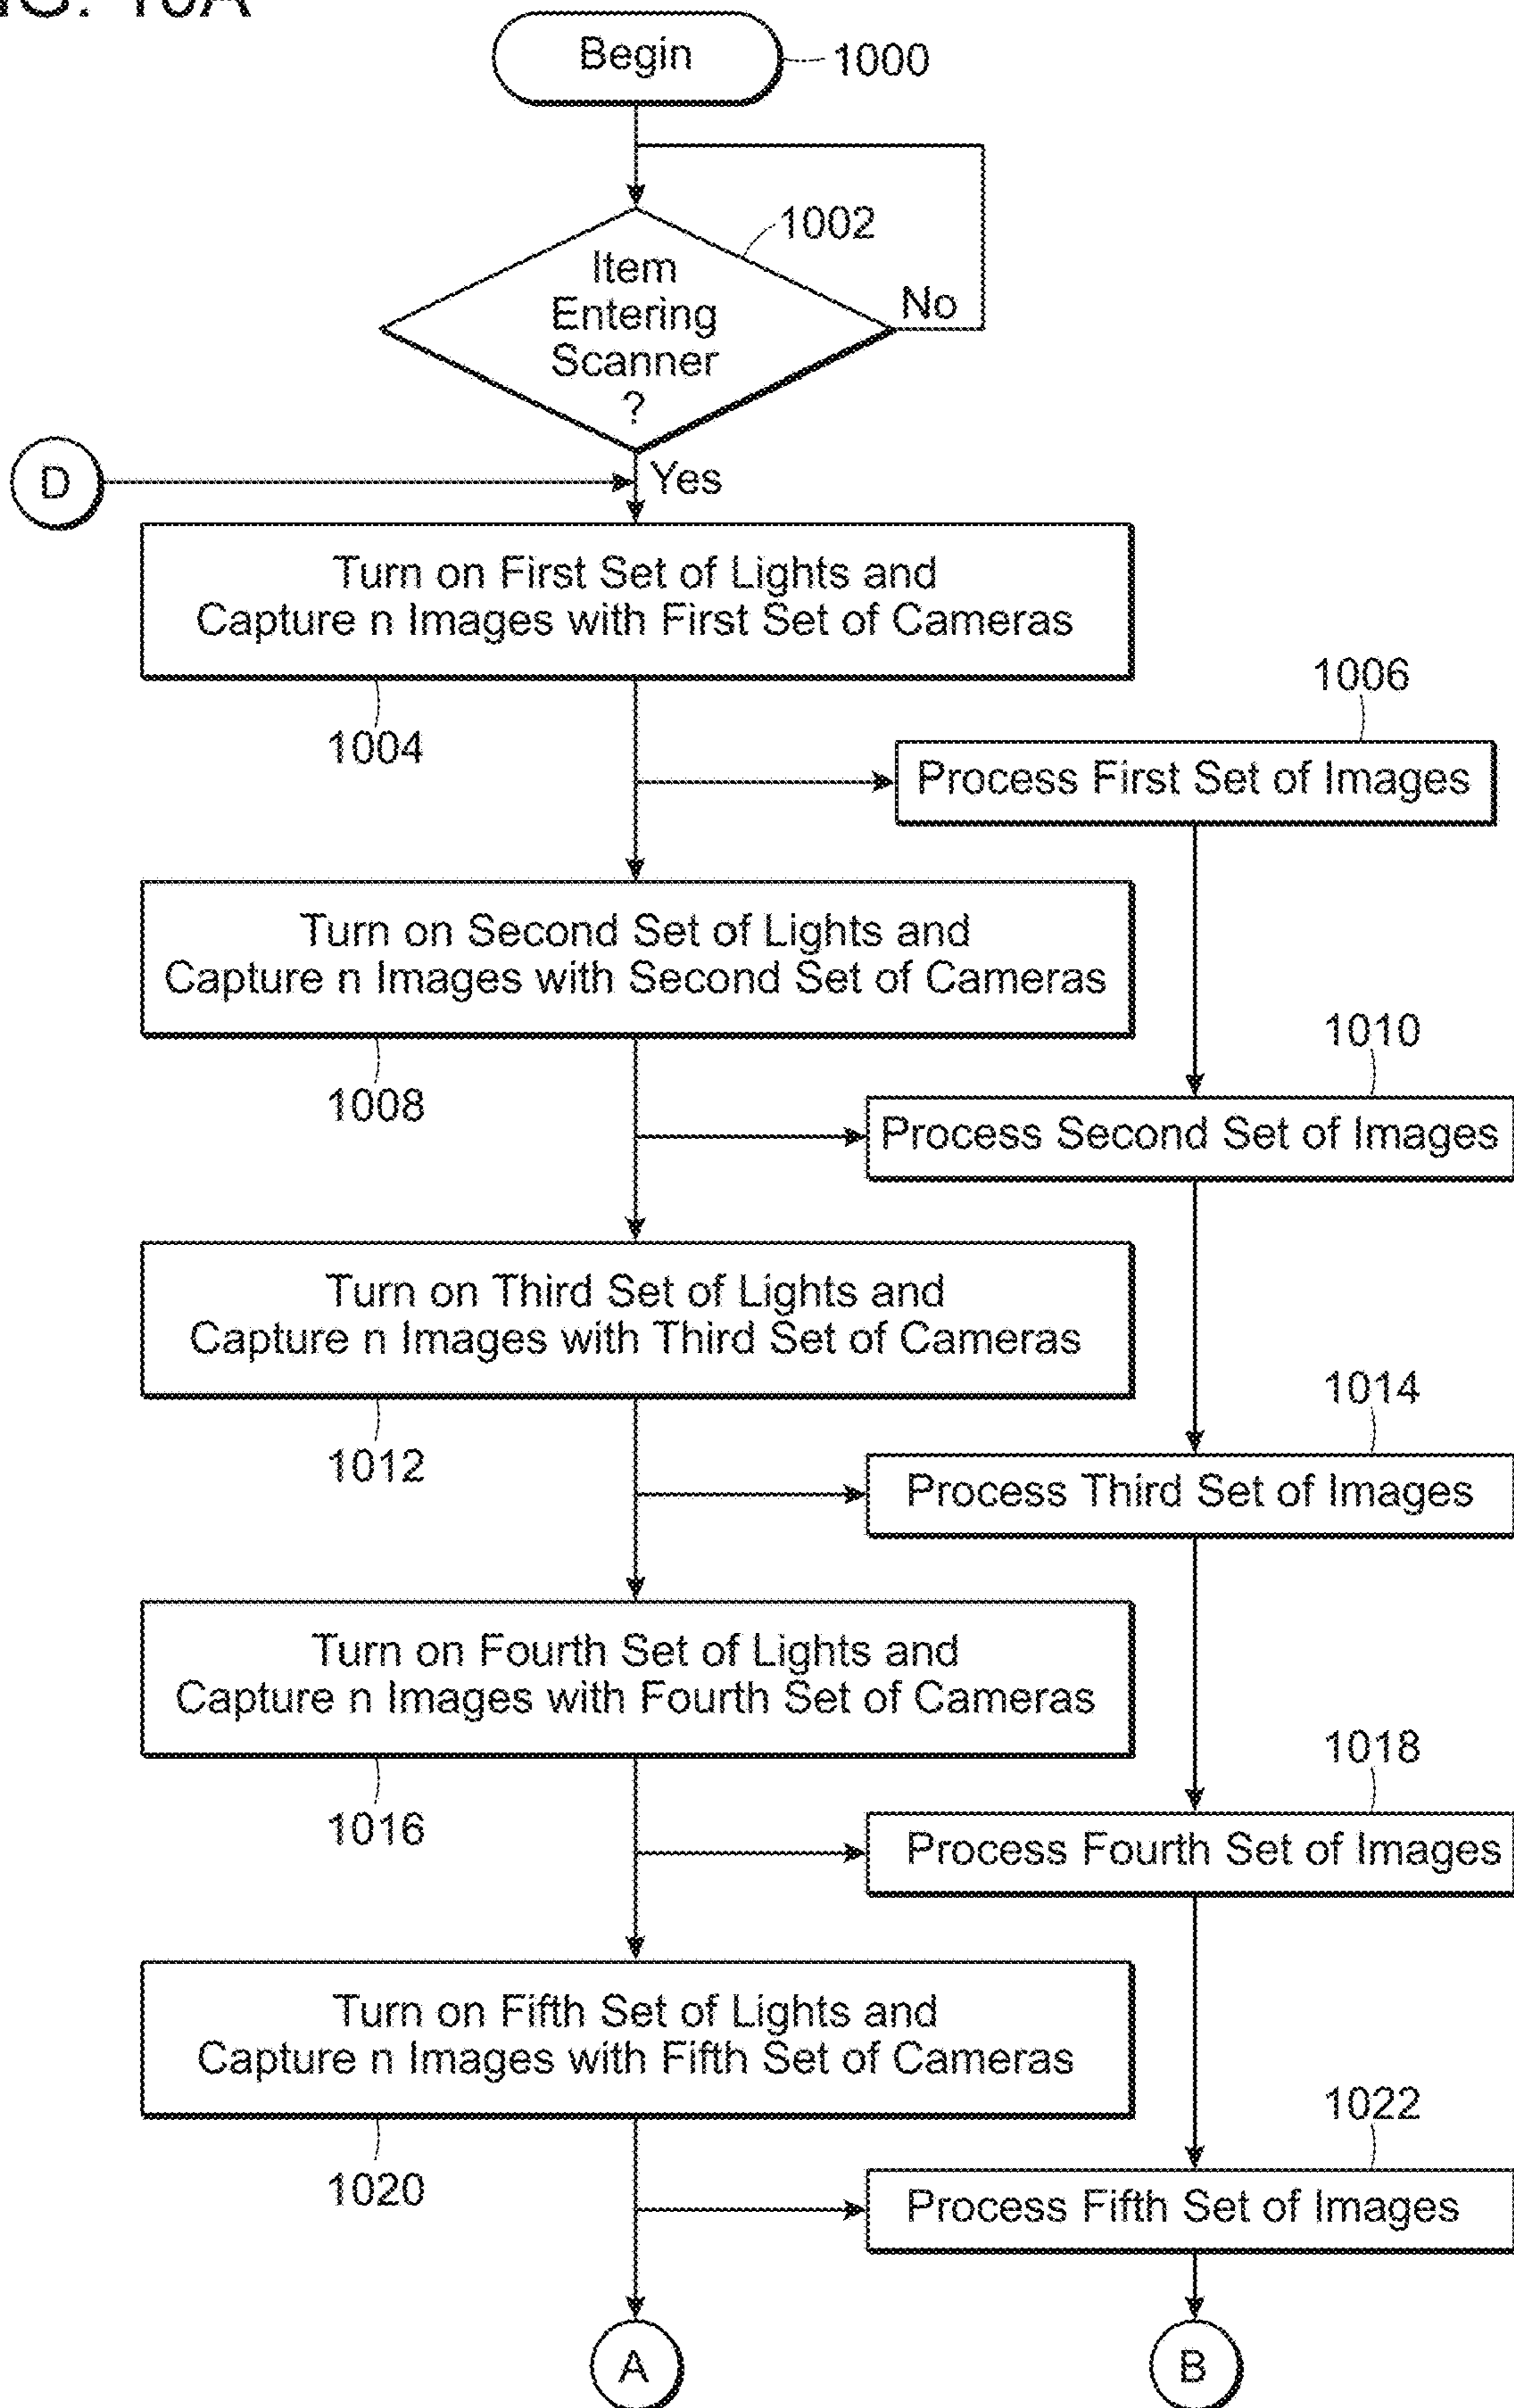 FIG. 10A
Begin
1000
1002
Item
Entering
Scanner
?
No
D
Yes
Turn on First Set of Lights and
Capture n Images with First Set of Cameras
1004
1006
Process First Set of Images
Turn on Second Set of Lights and
Capture n Images with Second Set of Cameras
1008
1010
Process Second Set of Images
Turn on Third Set of Lights and
Capture n Images with Third Set of Cameras
1012
1014
Process Third Set of Images
Turn on Fourth Set of Lights and
Capture n Images with Fourth Set of Cameras
1016
1018
Process Fourth Set of Images
Turn on Fifth Set of Lights and
Capture n Images with Fifth Set of Cameras
1020
1022
Process Fifth Set of Images
A
B